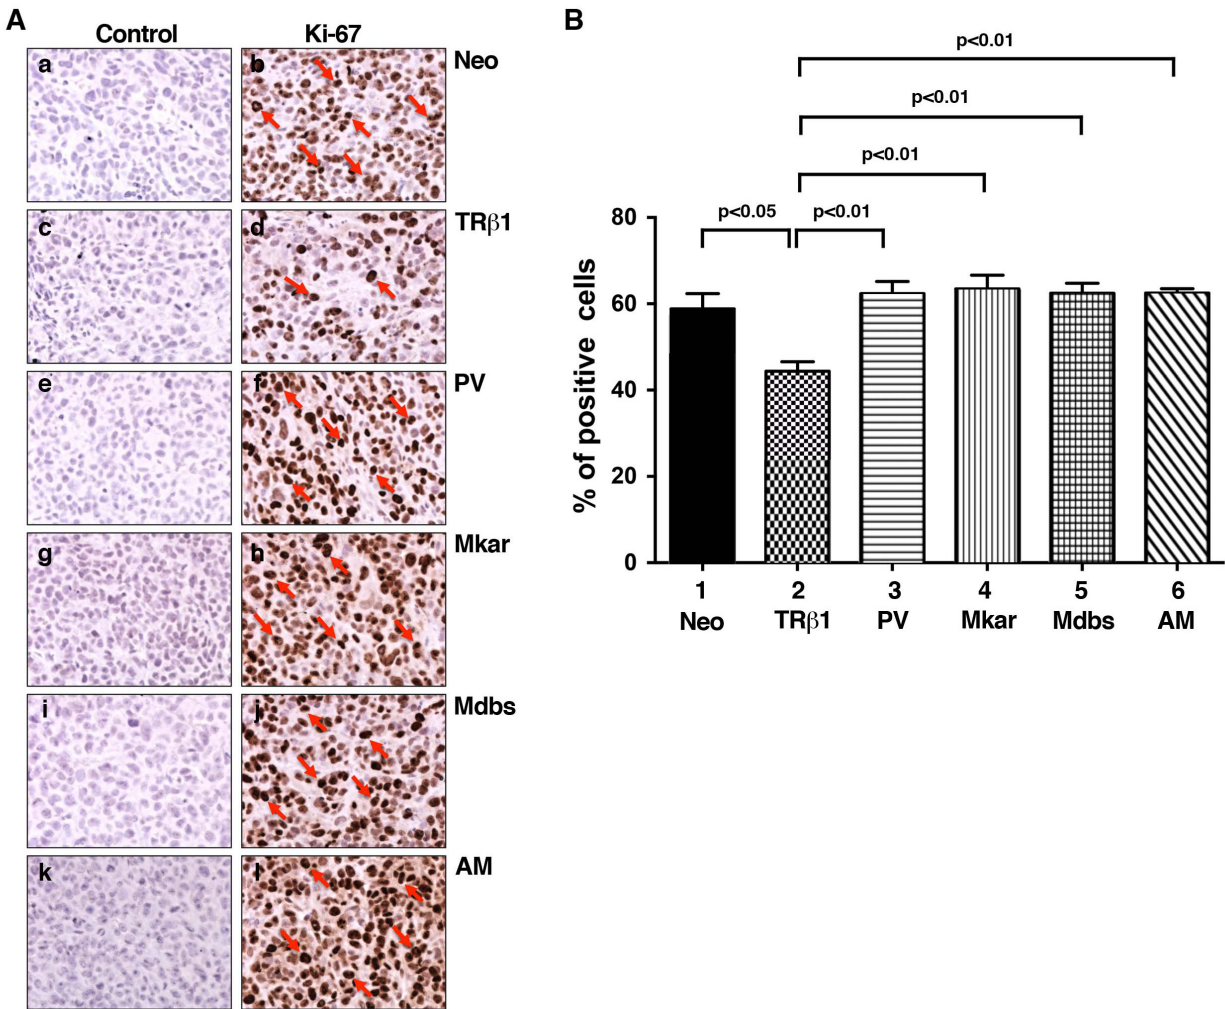 A
Control
Ki-67
a
b
Neo
c
d
TRβ1
e
f
PV
g
h
Mkar
i
j
Mdbs
k
l
AM
B
p<0.01
p<0.01
p<0.01
p<0.05
p<0.01
% of positive cells
80
60
40
20
0
1
2
3
4
5
6
Neo
TRβ1
PV
Mkar
Mdbs
AM